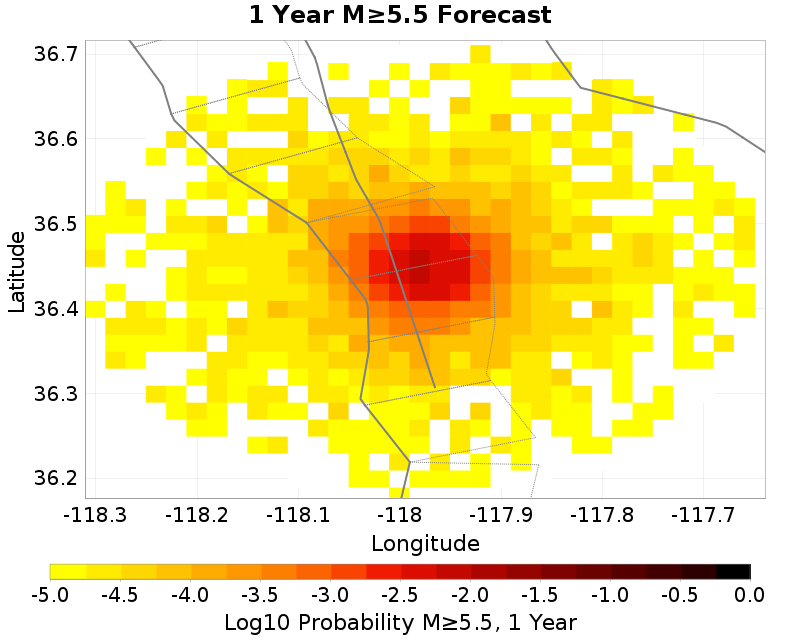 1 Year M≥5.5 Forecast
36.7
36.6
36.5
36.4
36.3
36.2
Latitude
-118.3 -118.2 -118.1 -118 -117.9 -117.8 -117.7
Longitude
-5.0 -4.5 -4.0 -3.5 -3.0 -2.5 -2.0 -1.5 -1.0 -0.5 0.0
Log10 Probability M≥5.5, 1 Year